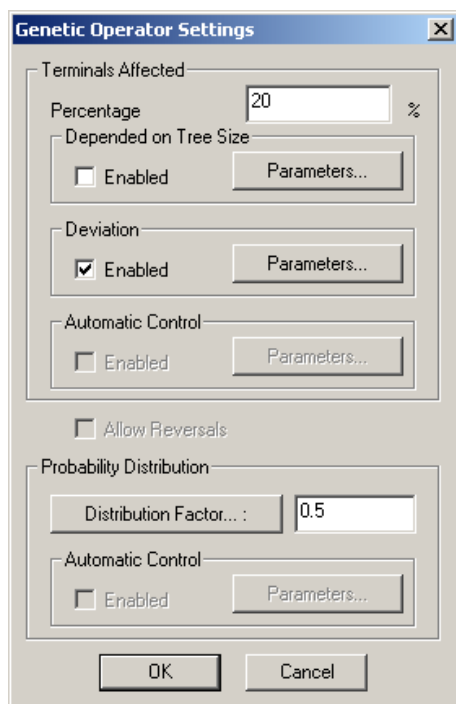 Genetic Operator Settings
Terminals Affected
Percentage 20 %
Depended on Tree Size
Enabled Parameters...
Deviation
Enabled Parameters...
Automatic Control
Enabled Parameters...
Allow Reversals
Probability Distribution
Distribution Factor... : 0.5
Automatic Control
Enabled Parameters...
OK Cancel